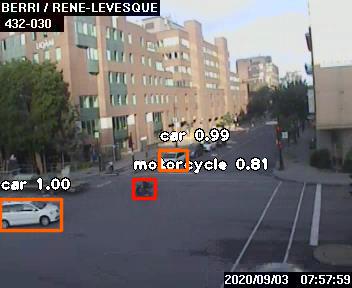 BERRI / RENE-LEVESQUE
432-030
car 0.99
motorcycle 0.81
car 1.00
2020/09/03 07:57:59